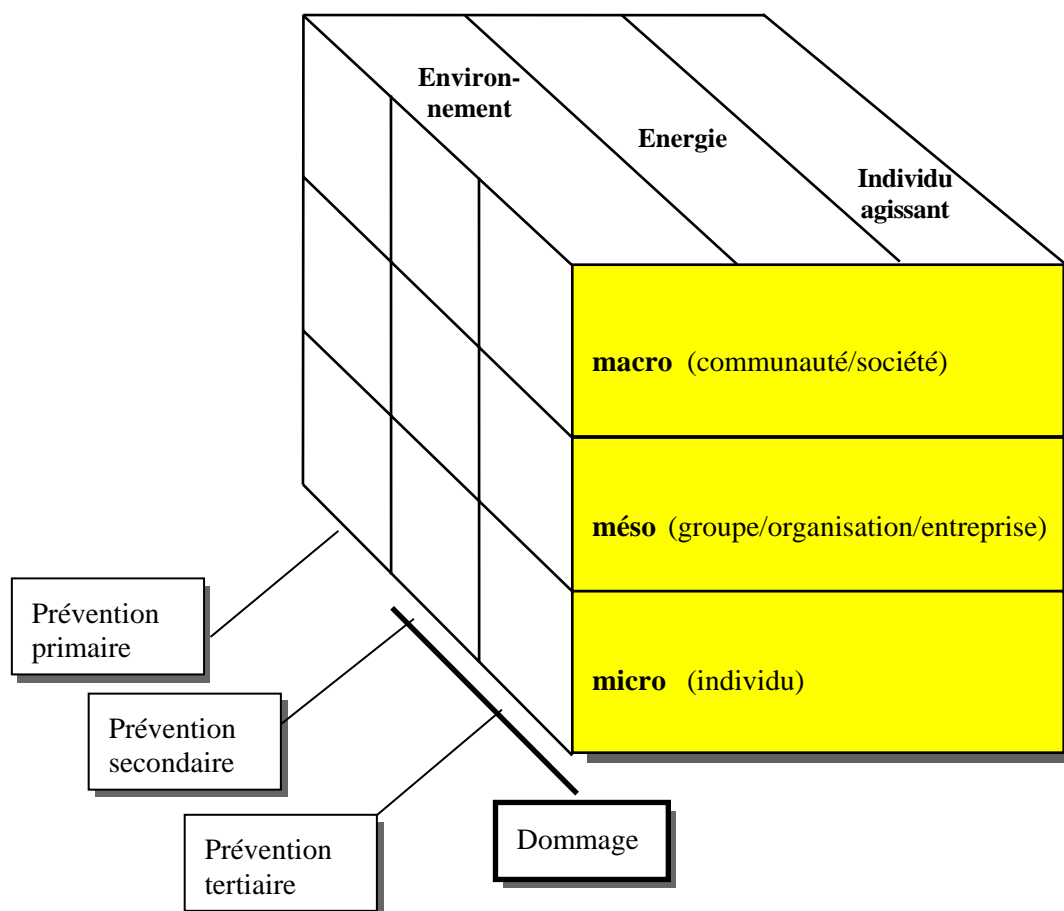 Environ-
nement
Energie
Individu
agissant
macro (communauté/société)
méso (groupe/organisation/entreprise)
micro (individu)
Prévention
primaire
Prévention
secondaire
Prévention
tertiaire
Dommage